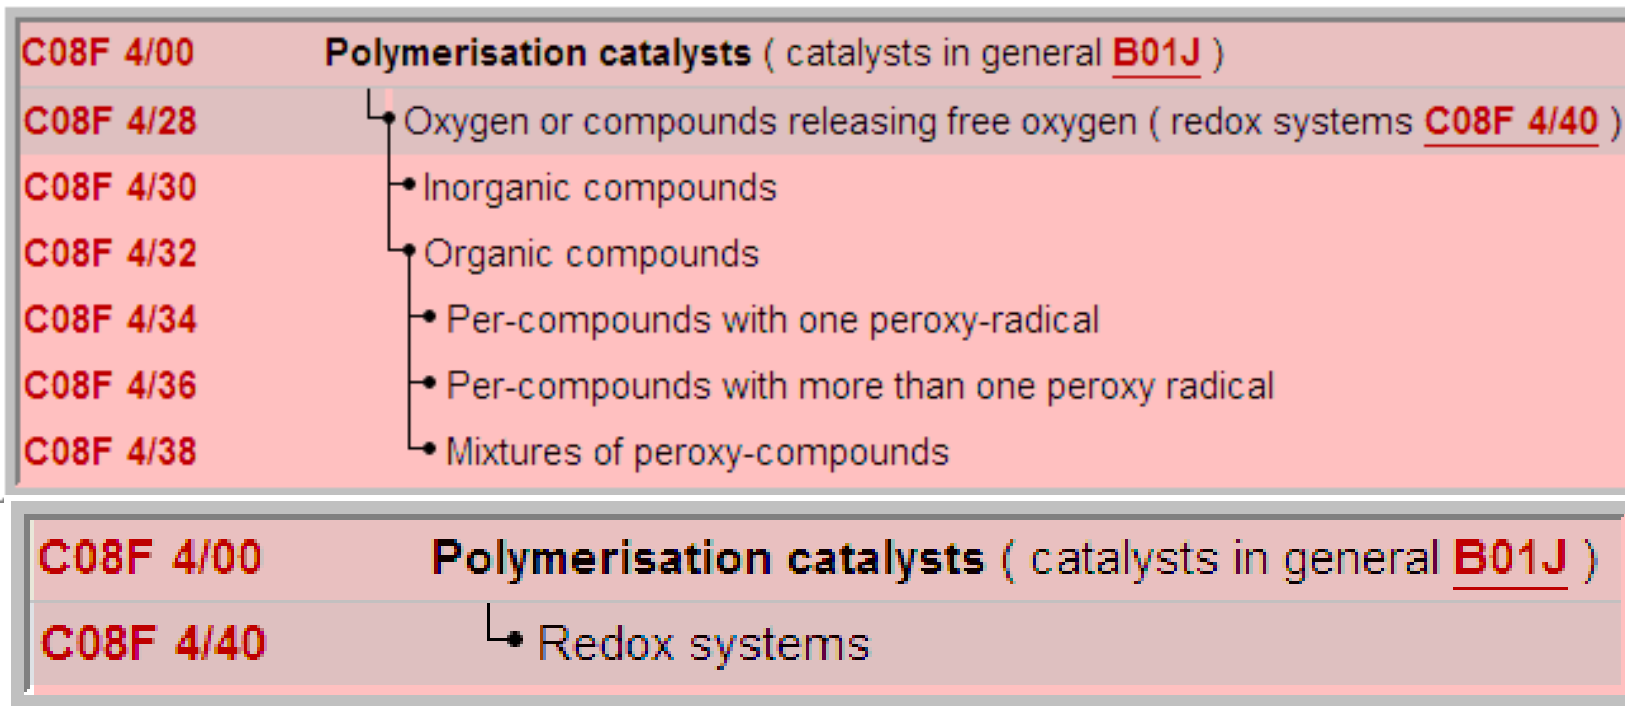 C08F 4/00 Polymerisation catalysts ( catalysts in general B01J )
C08F 4/28 Oxygen or compounds releasing free oxygen ( redox systems C08F 4/40 )
C08F 4/30 Inorganic compounds
C08F 4/32 Organic compounds
C08F 4/34 Per-compounds with one peroxy-radical
C08F 4/36 Per-compounds with more than one peroxy radical
C08F 4/38 Mixtures of peroxy-compounds
C08F 4/00 Polymerisation catalysts ( catalysts in general B01J )
C08F 4/40 Redox systems